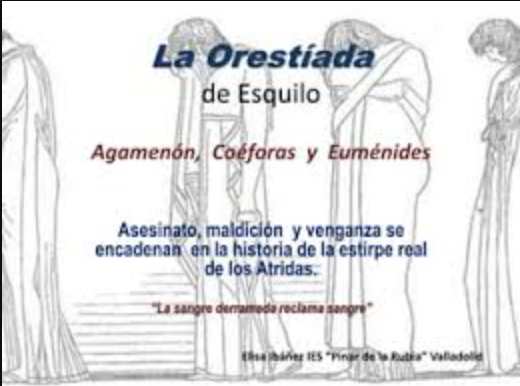 La Orestíada
de Esquilo
Agamenón, Coéforas y Euménides
Asesinato, maldición y venganza se
encadenan en la historia de la estirpe real
de los Atridas.
"La sangre derramada reclama sangre"
Elisa Ibáñez IES "Pinar de la Rubia" Valladolid